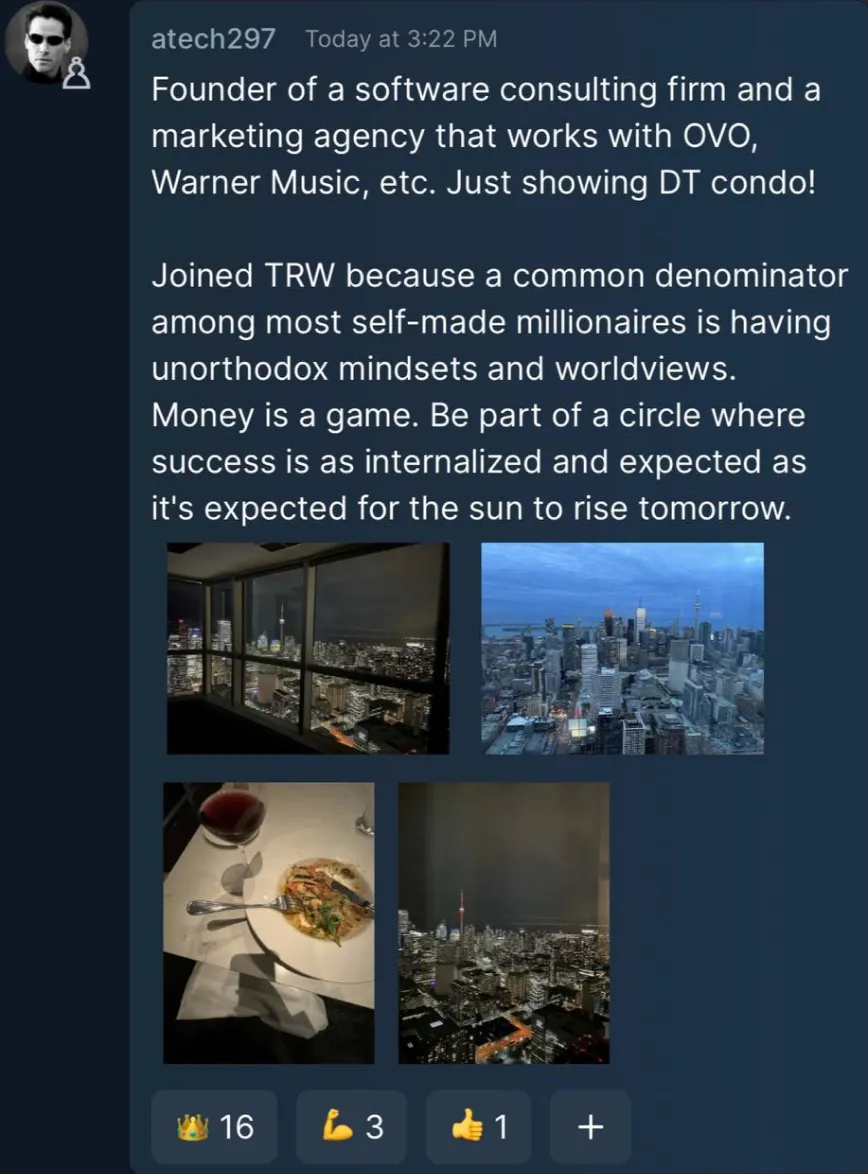 atech297 Today at 3:22 PM
Founder of a software consulting firm and a
marketing agency that works with OVO,
Warner Music, etc. Just showing DT condo!
Joined TRW because a common denominator
among most self-made millionaires is having
unorthodox mindsets and worldviews.
Money is a game. Be part of a circle where
success is as internalized and expected as
it's expected for the sun to rise tomorrow.
👑 16 💪 3 👍 1 +